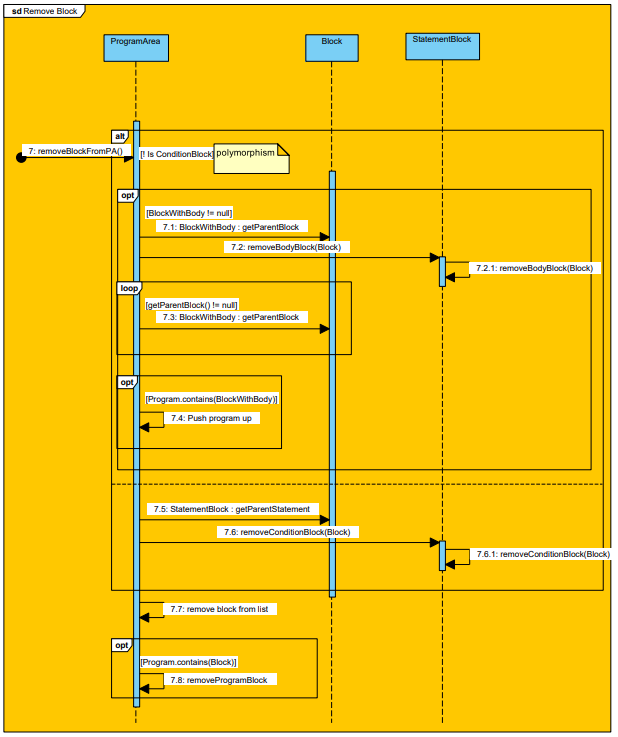 sd Remove Block
ProgramArea
Block
StatementBlock
alt
7: removeBlockFromPA()
[! Is ConditionBlock]
polymorphism
opt
[BlockWithBody != null]
7.1: BlockWithBody : getParentBlock
7.2: removeBodyBlock(Block)
7.2.1: removeBodyBlock(Block)
loop
[getParentBlock() != null]
7.3: BlockWithBody : getParentBlock
opt
[Program.contains(BlockWithBody)]
7.4: Push program up
7.5: StatementBlock : getParentStatement
7.6: removeConditionBlock(Block)
7.6.1: removeConditionBlock(Block)
7.7: remove block from list
opt
[Program.contains(Block)]
7.8: removeProgramBlock